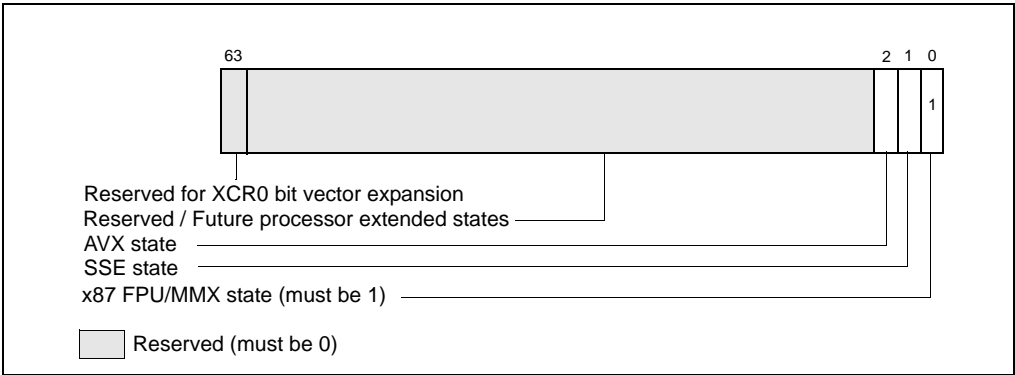 63 2 1 0
1
Reserved for XCR0 bit vector expansion
Reserved / Future processor extended states
AVX state
SSE state
x87 FPU/MMX state (must be 1)
Reserved (must be 0)